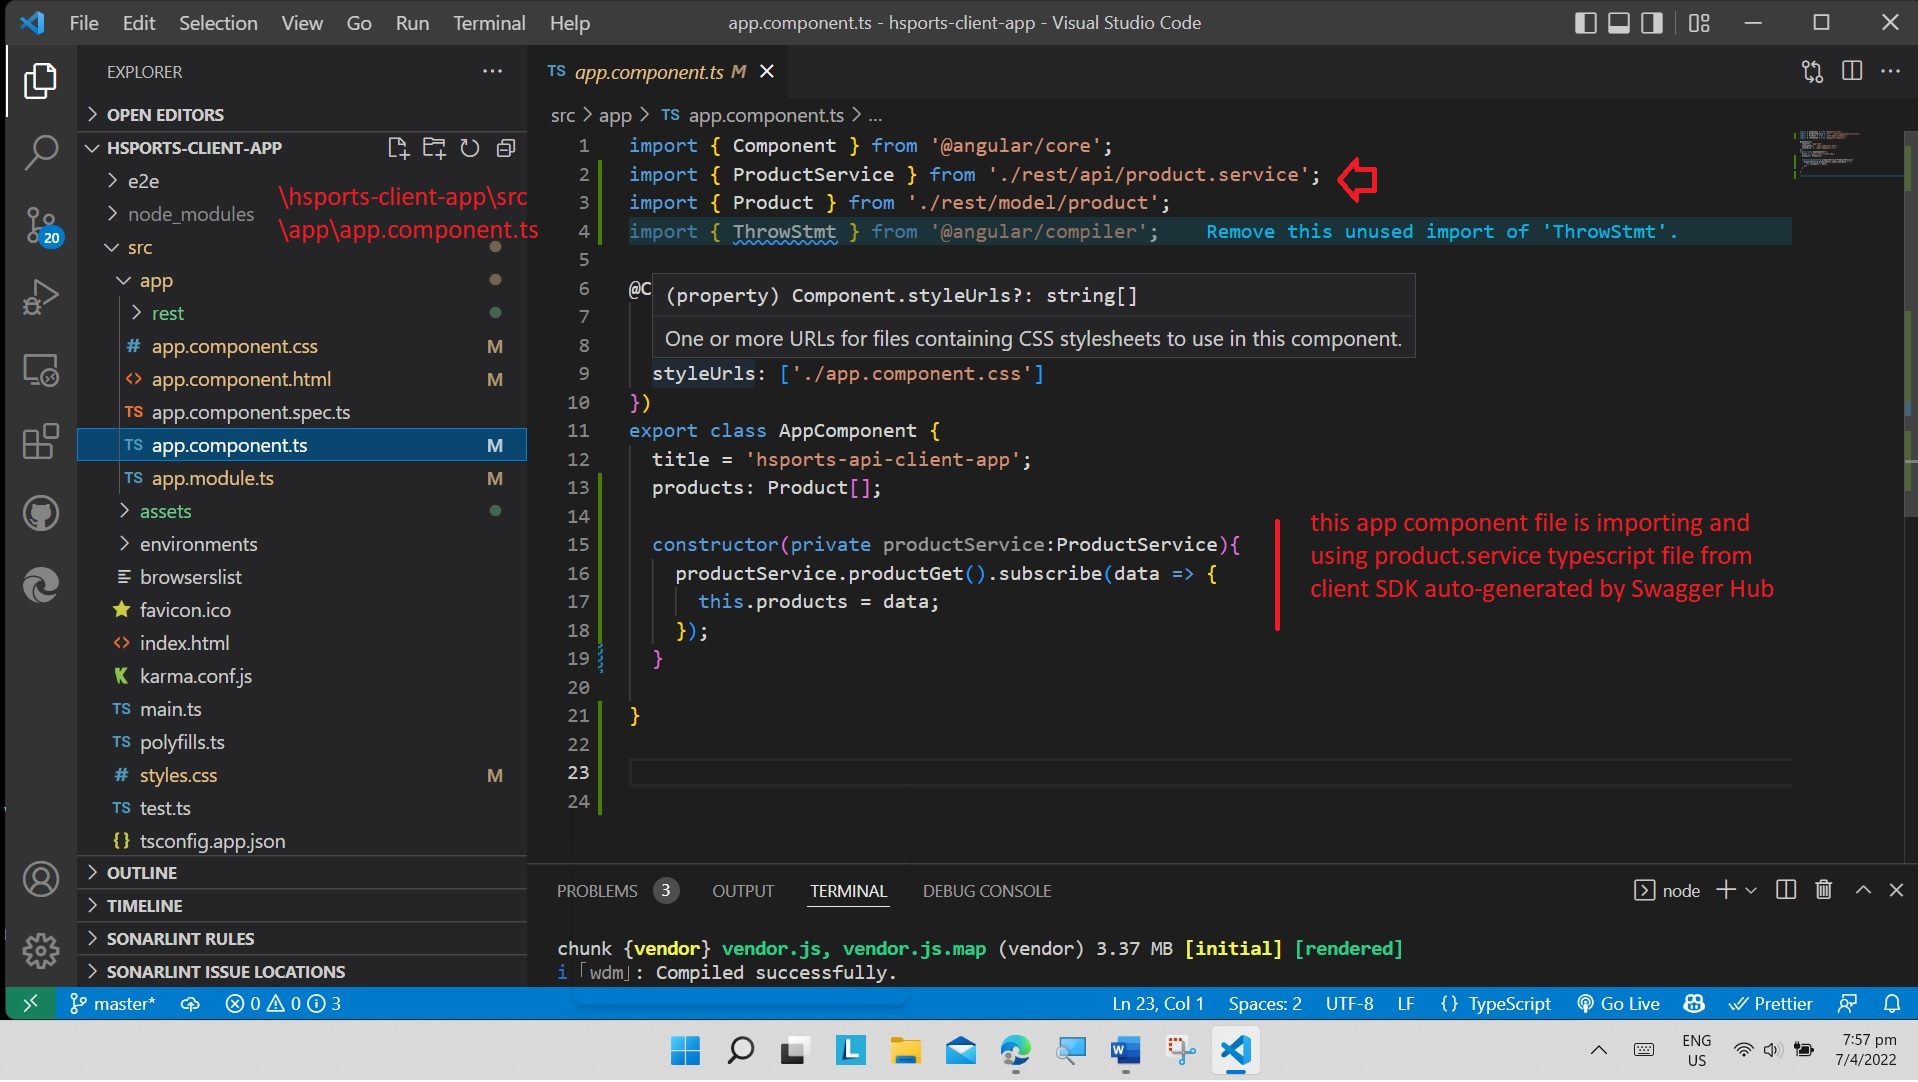 File Edit Selection View Go Run Terminal Help
app.component.ts - hsports-client-app - Visual Studio Code
EXPLORER
OPEN EDITORS
HSPORTS-CLIENT-APP
e2e
node_modules
\hsports-client-app\src
\app\app.component.ts
src
app
rest
# app.component.css M
<> app.component.html M
TS app.component.spec.ts
TS app.component.ts M
TS app.module.ts M
assets
environments
browserslist
favicon.ico
<> index.html
karma.conf.js
TS main.ts
TS polyfills.ts
# styles.css M
TS test.ts
{} tsconfig.app.json
OUTLINE
TIMELINE
SONARLINT RULES
SONARLINT ISSUE LOCATIONS
20
TS app.component.ts M
src > app > TS app.component.ts > ...
1 import { Component } from '@angular/core';
2 import { ProductService } from './rest/api/product.service';
3 import { Product } from './rest/model/product';
4 import { ThrowStmt } from '@angular/compiler'; Remove this unused import of 'ThrowStmt'.
5
6 @C
(property) Component.styleUrls?: string[]
7
8
One or more URLs for files containing CSS stylesheets to use in this component.
9 styleUrls: ['./app.component.css']
10 })
11 export class AppComponent {
12 title = 'hsports-api-client-app';
13 products: Product[];
14
15 constructor(private productService:ProductService){
16 productService.productGet().subscribe(data => {
17 this.products = data;
18 });
19 }
20
21 }
22
23
24
this app component file is importing and
using product.service typescript file from
client SDK auto-generated by Swagger Hub
PROBLEMS 3 OUTPUT TERMINAL DEBUG CONSOLE
node
chunk {vendor} vendor.js, vendor.js.map (vendor) 3.37 MB [initial] [rendered]
i ｢wdm｣: Compiled successfully.
master* 0 0 3
Ln 23, Col 1 Spaces: 2 UTF-8 LF {} TypeScript Go Live Prettier
L
W
ENG
US
7:57 pm
7/4/2022